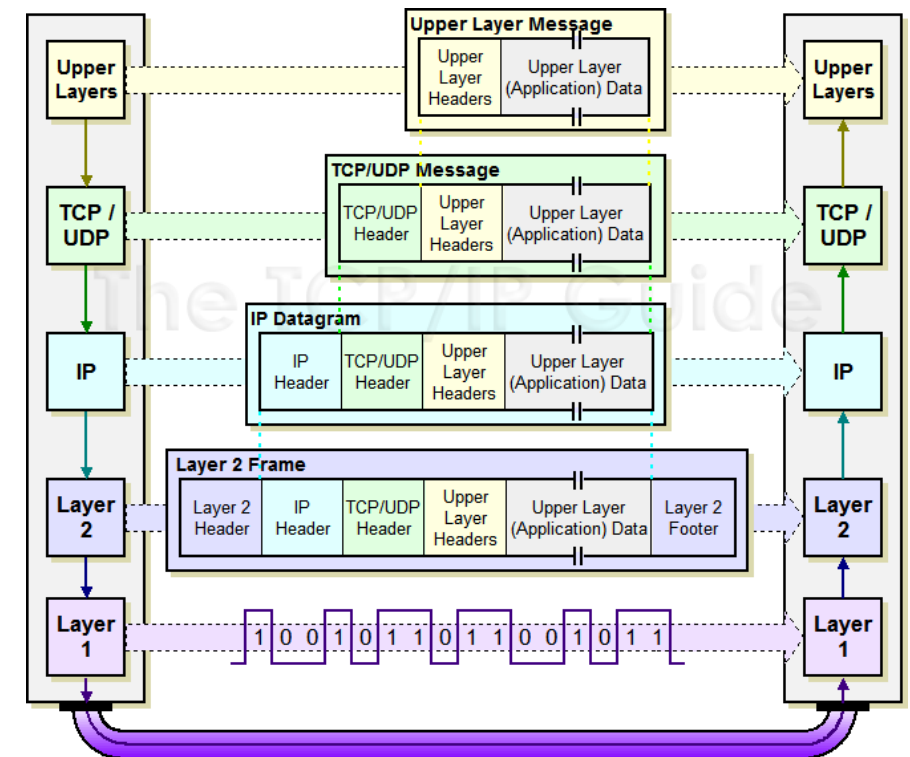 Upper Layer Message
Upper
Layers
Upper
Layer
Headers
Upper Layer
(Application) Data
Upper
Layers
TCP/UDP Message
TCP /
UDP
TCP/UDP
Header
Upper
Layer
Headers
Upper Layer
(Application) Data
TCP /
UDP
The TCP/IP Guide
IP Datagram
IP
IP
Header
TCP/UDP
Header
Upper
Layer
Headers
Upper Layer
(Application) Data
IP
Layer 2 Frame
Layer
2
Layer 2
Header
IP
Header
TCP/UDP
Header
Upper
Layer
Headers
Upper Layer
(Application) Data
Layer 2
Footer
Layer
2
Layer
1
1 0 0 1 0 1 1 0 1 1 0 0 1 0 1 1
Layer
1